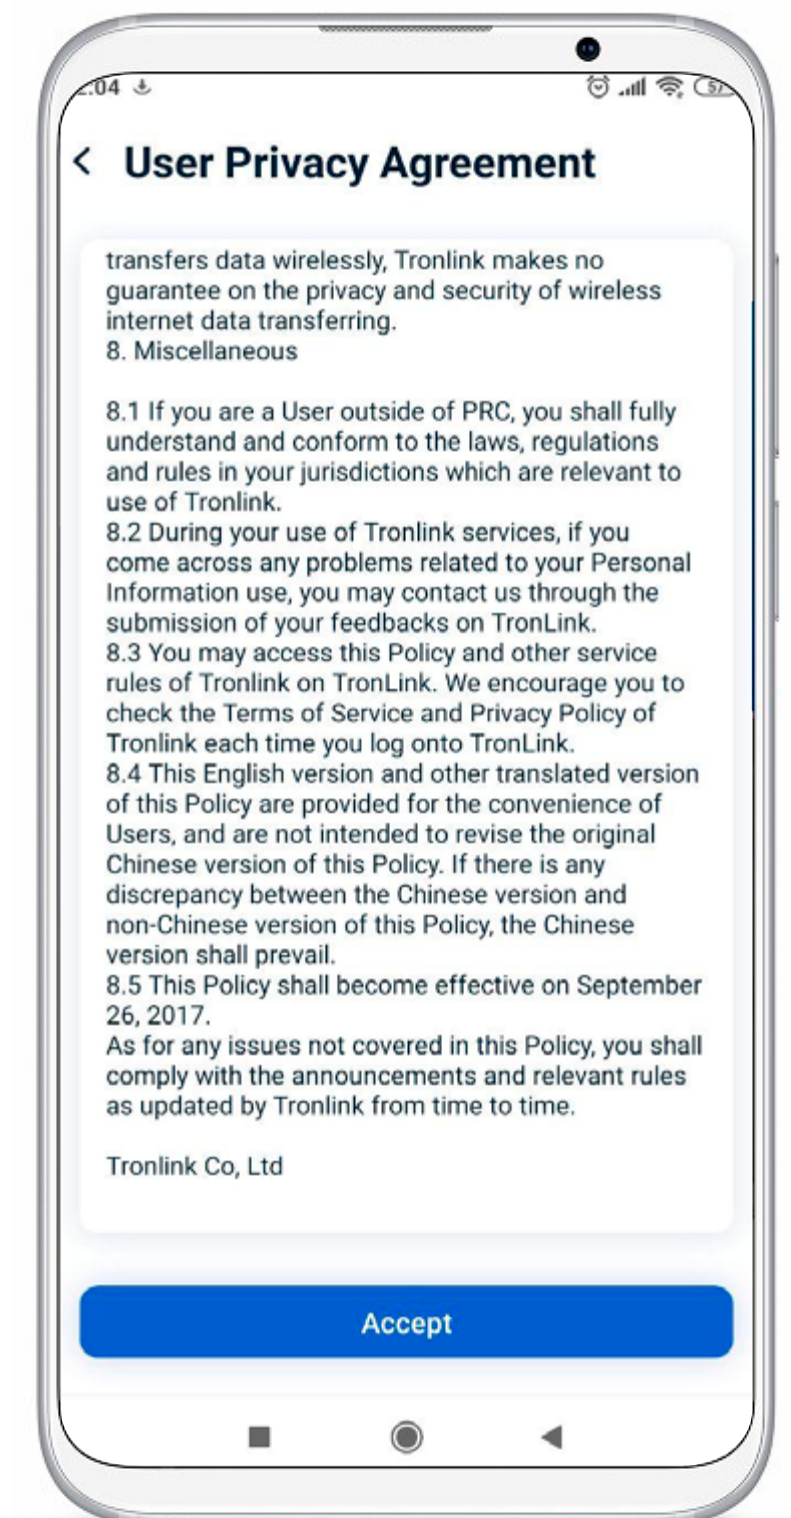 :04
57
User Privacy Agreement
transfers data wirelessly, Tronlink makes no
guarantee on the privacy and security of wireless
internet data transferring.
8. Miscellaneous
8.1 If you are a User outside of PRC, you shall fully
understand and conform to the laws, regulations
and rules in your jurisdictions which are relevant to
use of Tronlink.
8.2 During your use of Tronlink services, if you
come across any problems related to your Personal
Information use, you may contact us through the
submission of your feedbacks on TronLink.
8.3 You may access this Policy and other service
rules of Tronlink on TronLink. We encourage you to
check the Terms of Service and Privacy Policy of
Tronlink each time you log onto TronLink.
8.4 This English version and other translated version
of this Policy are provided for the convenience of
Users, and are not intended to revise the original
Chinese version of this Policy. If there is any
discrepancy between the Chinese version and
non-Chinese version of this Policy, the Chinese
version shall prevail.
8.5 This Policy shall become effective on September
26, 2017.
As for any issues not covered in this Policy, you shall
comply with the announcements and relevant rules
as updated by Tronlink from time to time.
Tronlink Co, Ltd
Accept